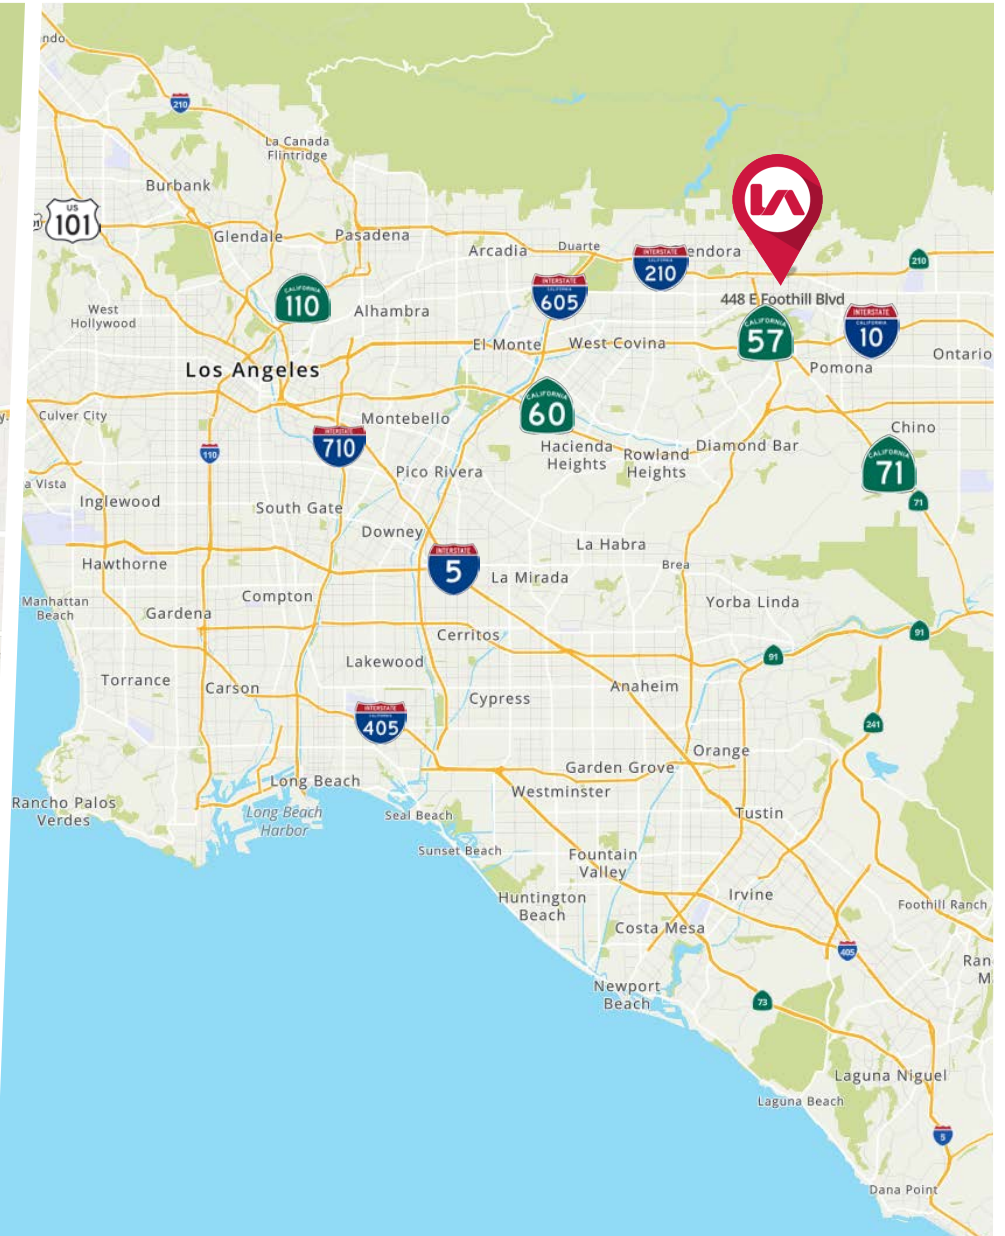 ndo
210
La Canada
Flintridge
Burbank
US
101
Glendale
Pasadena
Arcadia
Duarte
INTERSTATE
CALIFORNIA
210
endora
LA
210
CALIFORNIA
110
INTERSTATE
CALIFORNIA
605
448 E Foothill Blvd
West
Hollywood
Alhambra
El Monte
West Covina
CALIFORNIA
57
INTERSTATE
CALIFORNIA
10
Ontario
Los Angeles
Pomona
y.
Culver City
Montebello
CALIFORNIA
60
Chino
110
INTERSTATE
710
Hacienda
Heights
Rowland
Heights
Diamond Bar
Pico Rivera
CALIFORNIA
71
a Vista
Inglewood
South Gate
71
Downey
La Habra
Hawthorne
INTERSTATE
5
La Mirada
Brea
Manhattan
Beach
Gardena
Compton
Yorba Linda
Cerritos
91
91
Lakewood
Torrance
Carson
Cypress
Anaheim
INTERSTATE
CALIFORNIA
405
241
Orange
Garden Grove
Long Beach
Westminster
Rancho Palos
Verdes
Long Beach
Harbor
Seal Beach
Tustin
Sunset Beach
Fountain
Valley
Huntington
Beach
Irvine
Foothill Ranch
Costa Mesa
405
Ran
M
Newport
Beach
73
Laguna Niguel
Laguna Beach
5
Dana Point